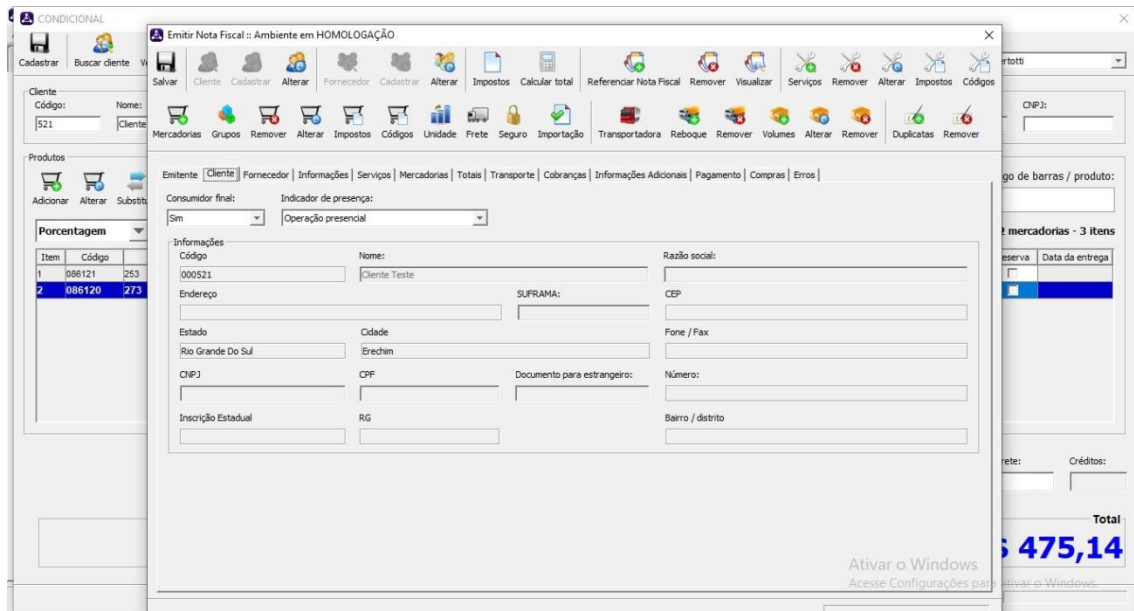 CONDICIONAL
Emitir Nota Fiscal :: Ambiente em HOMOLOGAÇÃO
Cadastrar Buscar cliente
Salvar Cliente Cadastrar Alterar Fornecedor Cadastrar Alterar Impostos Calcular total Referenciar Nota Fiscal Remover Visualizar Serviços Remover Alterar Impostos Códigos
Mercadorias Grupos Remover Alterar Impostos Códigos Unidade Frete Seguro Importação Transportadora Reboque Remover Volumes Alterar Remover Duplicatas Remover
Emitente | Cliente | Fornecedor | Informações | Serviços | Mercadorias | Totais | Transporte | Cobranças | Informações Adicionais | Pagamento | Compras | Erros |
Consumidor final: Indicador de presença:
Sim Operação presencial
Informações
Código Nome: Razão social:
000521 Cliente Teste
Endereço SUFRAMA: CEP
Estado Cidade Fone / Fax
Rio Grande Do Sul Erechim
CNPJ CPF Documento para estrangeiro: Número:
Inscrição Estadual RG Bairro / distrito
Cliente
Código: Nome:
521 Cliente
Produtos
Adicionar Alterar Substitu
Porcentagem
Item Código
1 086121 253
2 086120 273
rtotti
CNPJ:
go de barras / produto:
2 mercadorias - 3 itens
eserva Data da entrega
rete: Créditos:
Total
$ 475,14
Ativar o Windows
Acesse Configurações para ativar o Windows.